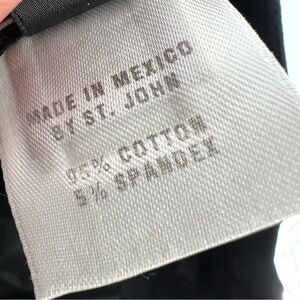 MADE IN MEXICO
BY ST. JOHN
95% COTTON
5% SPANDEX